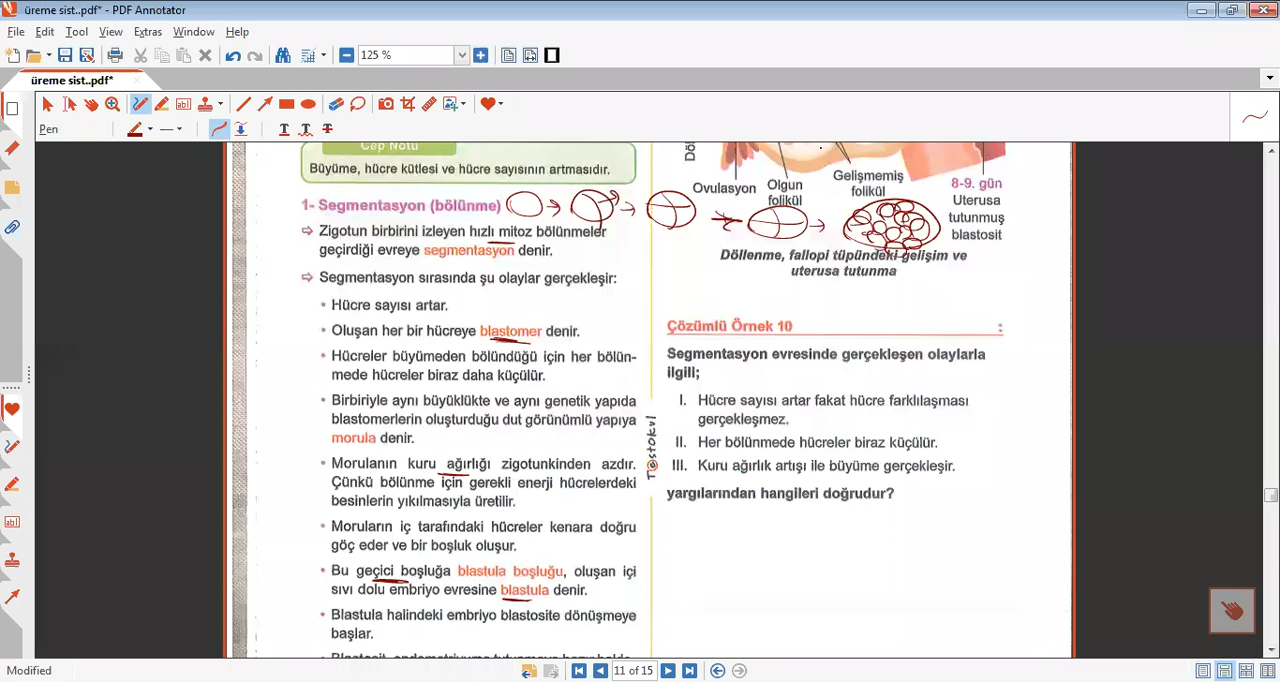 üreme sist..pdf* - PDF Annotator
File Edit Tool View Extras Window Help
125 %
üreme sist..pdf*
Pen
Cep Notu
Büyüme, hücre kütlesi ve hücre sayısının artmasıdır.
1- Segmentasyon (bölünme)
Zigotun birbirini izleyen hızlı mitoz bölünmeler
geçirdiği evreye segmentasyon denir.
Segmentasyon sırasında şu olaylar gerçekleşir:
• Hücre sayısı artar.
• Oluşan her bir hücreye blastomer denir.
• Hücreler büyümeden bölündüğü için her bölün-
mede hücreler biraz daha küçülür.
• Birbiriyle aynı büyüklükte ve aynı genetik yapıda
blastomerlerin oluşturduğu dut görünümlü yapıya
morula denir.
• Morulanın kuru ağırlığı zigotunkinden azdır.
Çünkü bölünme için gerekli enerji hücrelerdeki
besinlerin yıkılmasıyla üretilir.
• Moruların iç tarafındaki hücreler kenara doğru
göç eder ve bir boşluk oluşur.
• Bu geçici boşluğa blastula boşluğu, oluşan içi
sıvı dolu embriyo evresine blastula denir.
• Blastula halindeki embriyo blastosite dönüşmeye
başlar.
Testokul
Döl
Ovulasyon
Olgun
folikül
Gelişmemiş
folikül
8-9. gün
Uterusa
tutunmuş
blastosit
Döllenme, fallopi tüpündeki gelişim ve
uterusa tutunma
Çözümlü Örnek 10
Segmentasyon evresinde gerçekleşen olaylarla
ilgili;
I. Hücre sayısı artar fakat hücre farklılaşması
gerçekleşmez.
II. Her bölünmede hücreler biraz küçülür.
III. Kuru ağırlık artışı ile büyüme gerçekleşir.
yargılarından hangileri doğrudur?
Modified
11 of 15